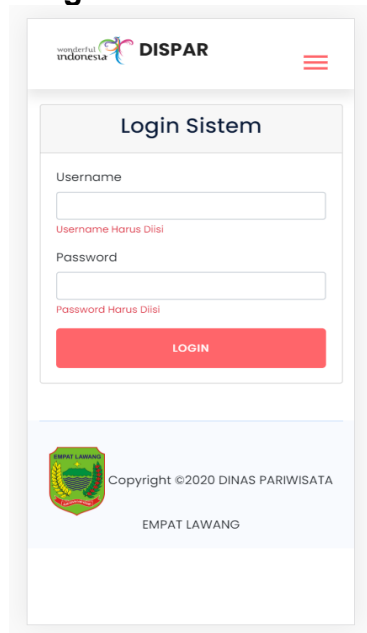 wonderful
indonesia
DISPAR
Login Sistem
Username
Username Harus Diisi
Password
Password Harus Diisi
LOGIN
EMPAT LAWANG
Copyright ©2020 DINAS PARIWISATA
EMPAT LAWANG